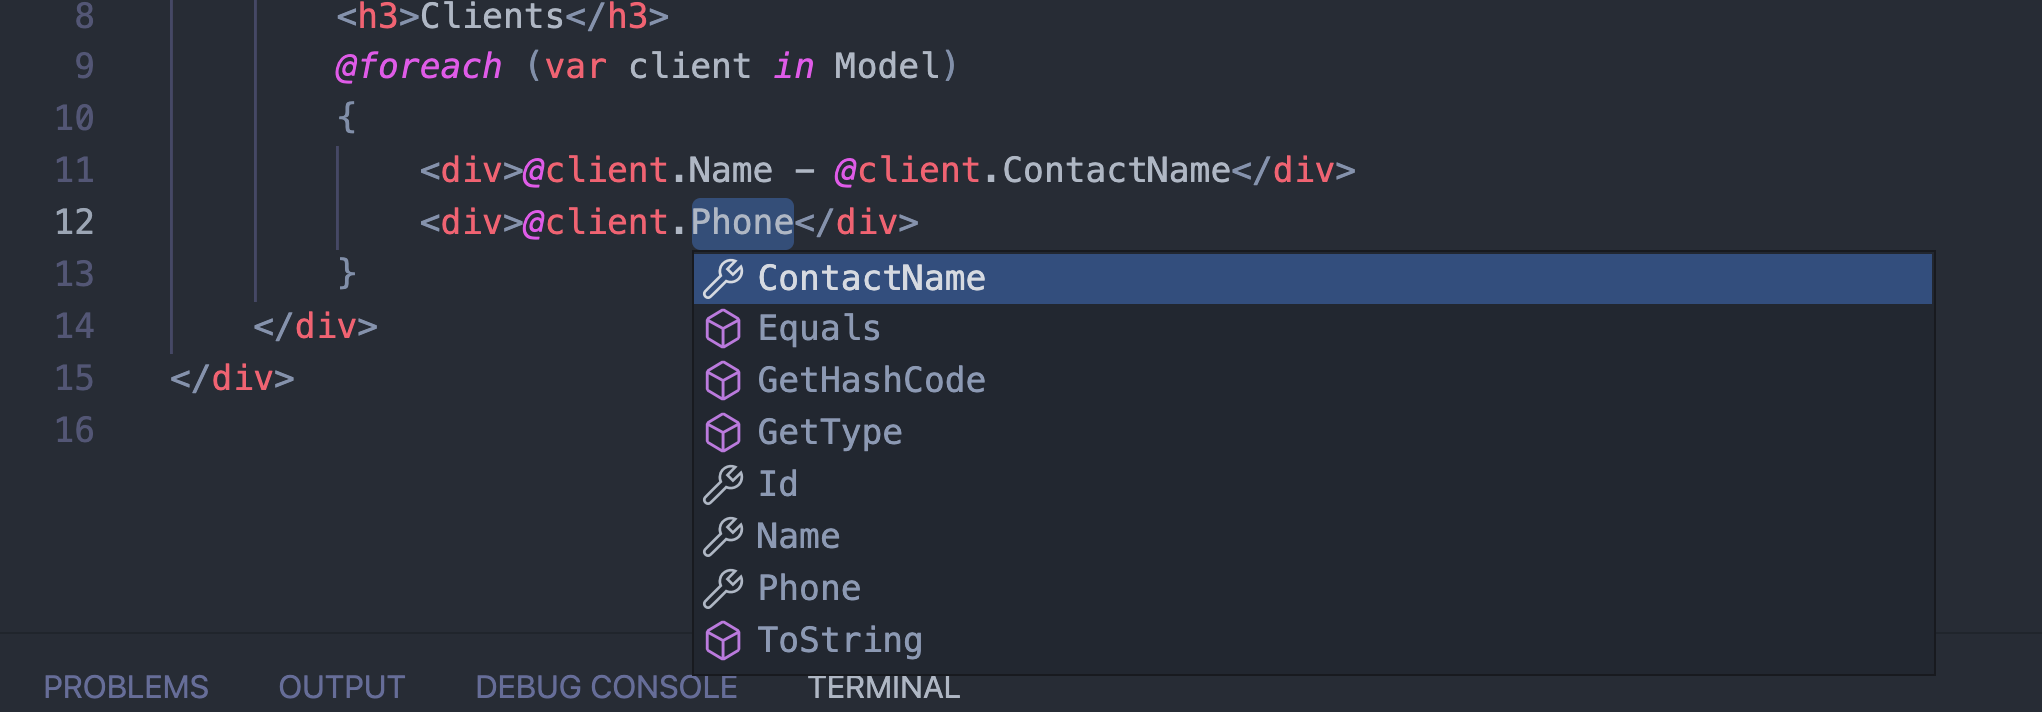 8 <h3>Clients</h3>
9 @foreach (var client in Model)
10 {
11 <div>@client.Name - @client.ContactName</div>
12 <div>@client.Phone</div>
13 }
14 </div>
15 </div>
16
ContactName
Equals
GetHashCode
GetType
Id
Name
Phone
ToString
PROBLEMS OUTPUT DEBUG CONSOLE TERMINAL